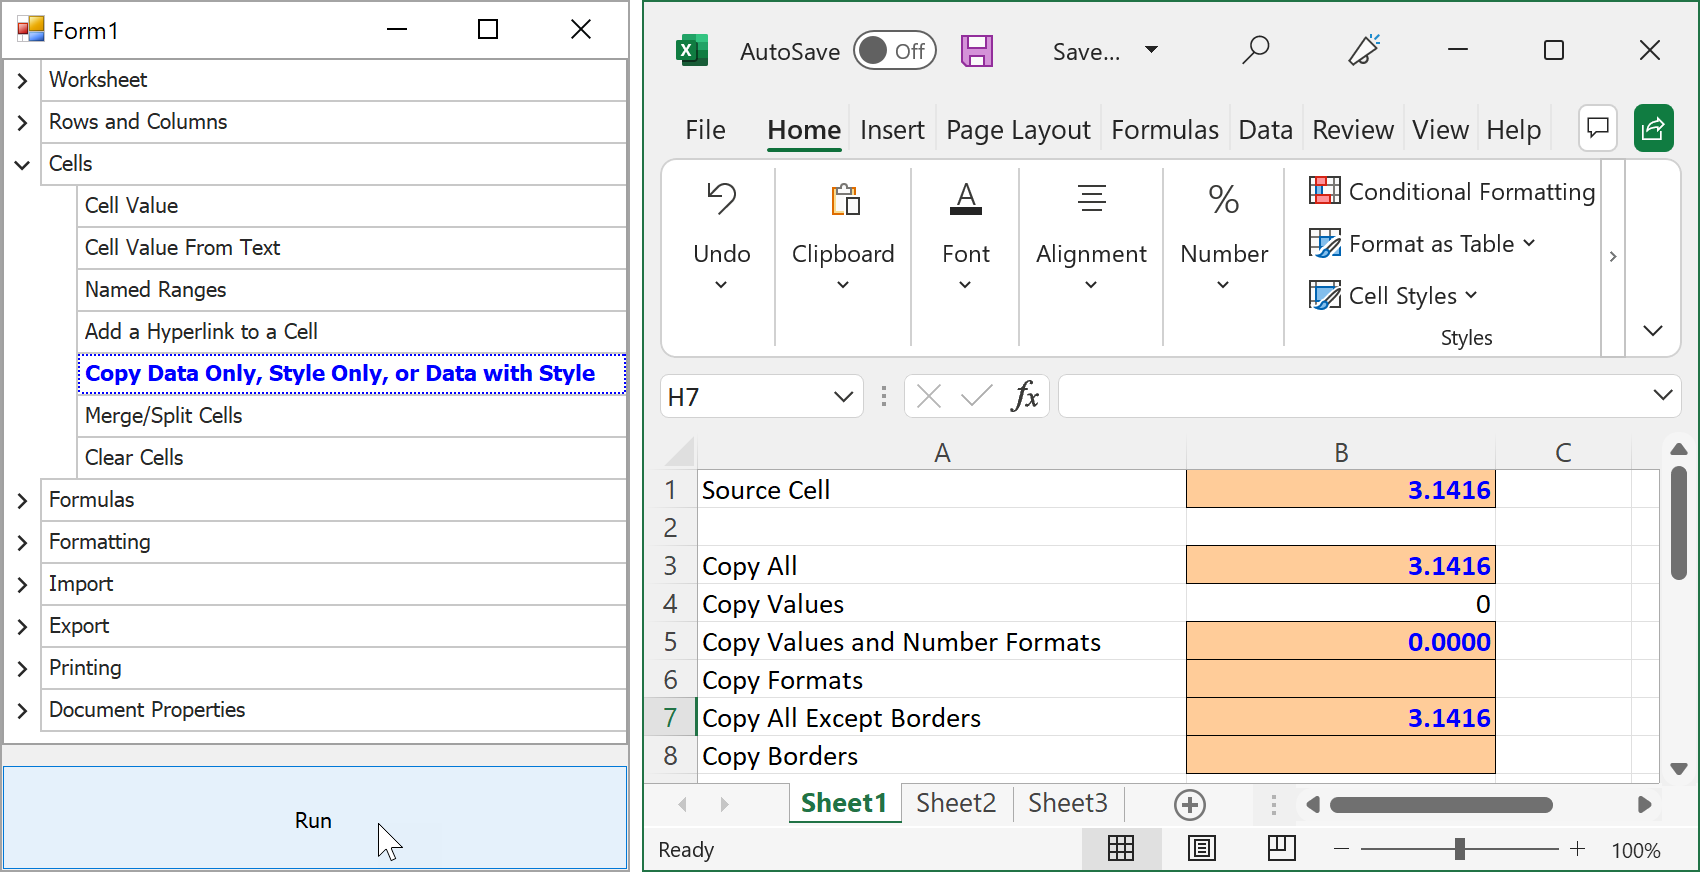 Form1
Worksheet
Rows and Columns
Cells
Cell Value
Cell Value From Text
Named Ranges
Add a Hyperlink to a Cell
Copy Data Only, Style Only, or Data with Style
Merge/Split Cells
Clear Cells
Formulas
Formatting
Import
Export
Printing
Document Properties
Run
X AutoSave Off Save...
File Home Insert Page Layout Formulas Data Review View Help
Undo Clipboard Font Alignment % Number
A
Conditional Formatting
Format as Table
Cell Styles
Styles
H7 fx
A B C
1 Source Cell 3.1416
2
3 Copy All 3.1416
4 Copy Values 0
5 Copy Values and Number Formats 0.0000
6 Copy Formats
7 Copy All Except Borders 3.1416
8 Copy Borders
Sheet1 Sheet2 Sheet3
Ready 100%